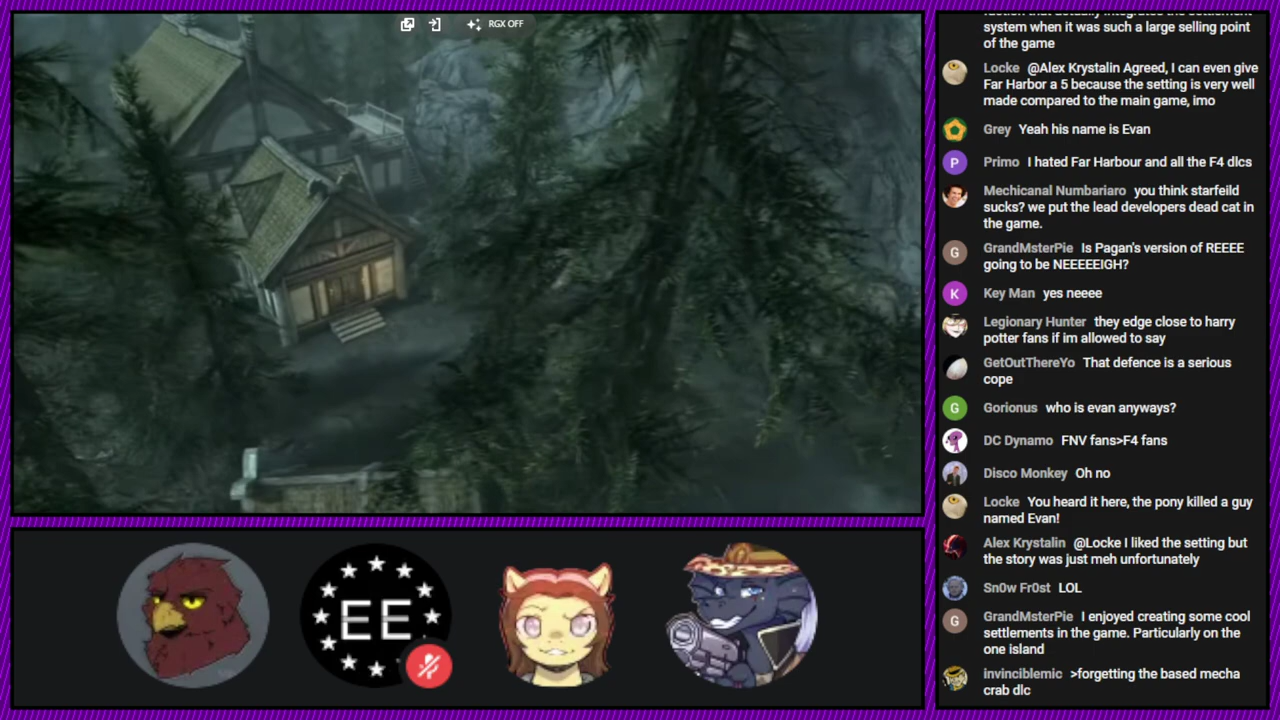 RGX OFF
faction that actually integrates the settlement
system when it was such a large selling point
of the game
Locke @Alex Krystalin Agreed, I can even give
Far Harbor a 5 because the setting is very well
made compared to the main game, imo
Grey Yeah his name is Evan
P
Primo I hated Far Harbour and all the F4 dlcs
Mechicanal Numbariaro you think starfeild
sucks? we put the lead developers dead cat in
the game.
G
GrandMsterPie Is Pagan's version of REEEE
going to be NEEEEEIGH?
K
Key Man yes neeee
Legionary Hunter they edge close to harry
potter fans if im allowed to say
GetOutThereYo That defence is a serious
cope
G
Gorionus who is evan anyways?
DC Dynamo FNV fans>F4 fans
Disco Monkey Oh no
Locke You heard it here, the pony killed a guy
named Evan!
Alex Krystalin @Locke I liked the setting but
the story was just meh unfortunately
Sn0w Fr0st LOL
G
GrandMsterPie I enjoyed creating some cool
settlements in the game. Particularly on the
one island
invinciblemic >forgetting the based mecha
crab dlc
EE